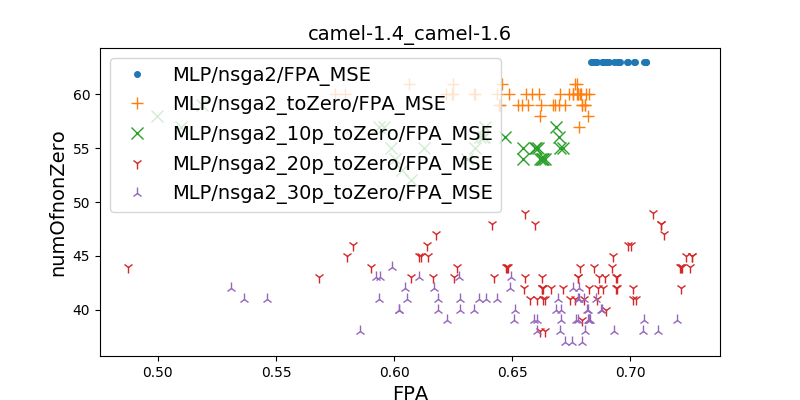 camel-1.4_camel-1.6
MLP/nsga2/FPA_MSE
MLP/nsga2_toZero/FPA_MSE
MLP/nsga2_10p_toZero/FPA_MSE
MLP/nsga2_20p_toZero/FPA_MSE
MLP/nsga2_30p_toZero/FPA_MSE
numOfnonZero
60
55
50
45
40
0.50 0.55 0.60 0.65 0.70
FPA